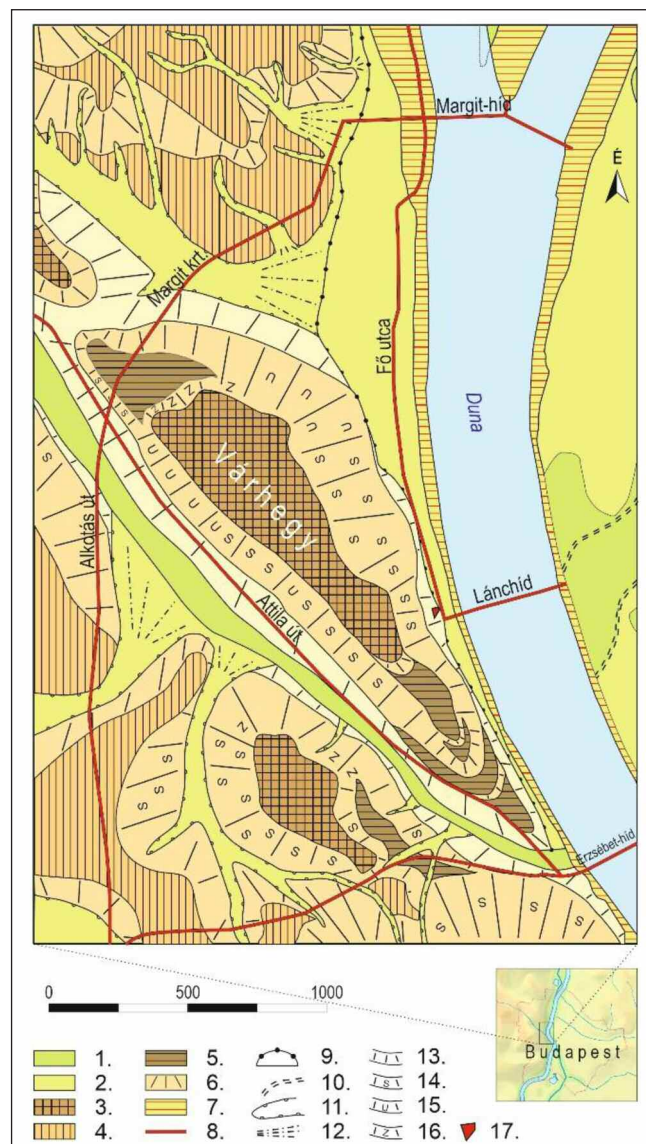 Margit-híd
É
Margit krt.
Fő utca
Duna
Várhegy
Alkotás út
Lánchíd
Attila út
Erzsébet-híd
0 500 1000
Budapest
1. 5. 9. 13.
2. 6. 10. 14.
3. 7. 11. 15.
4. 8. 12. 16. 17.